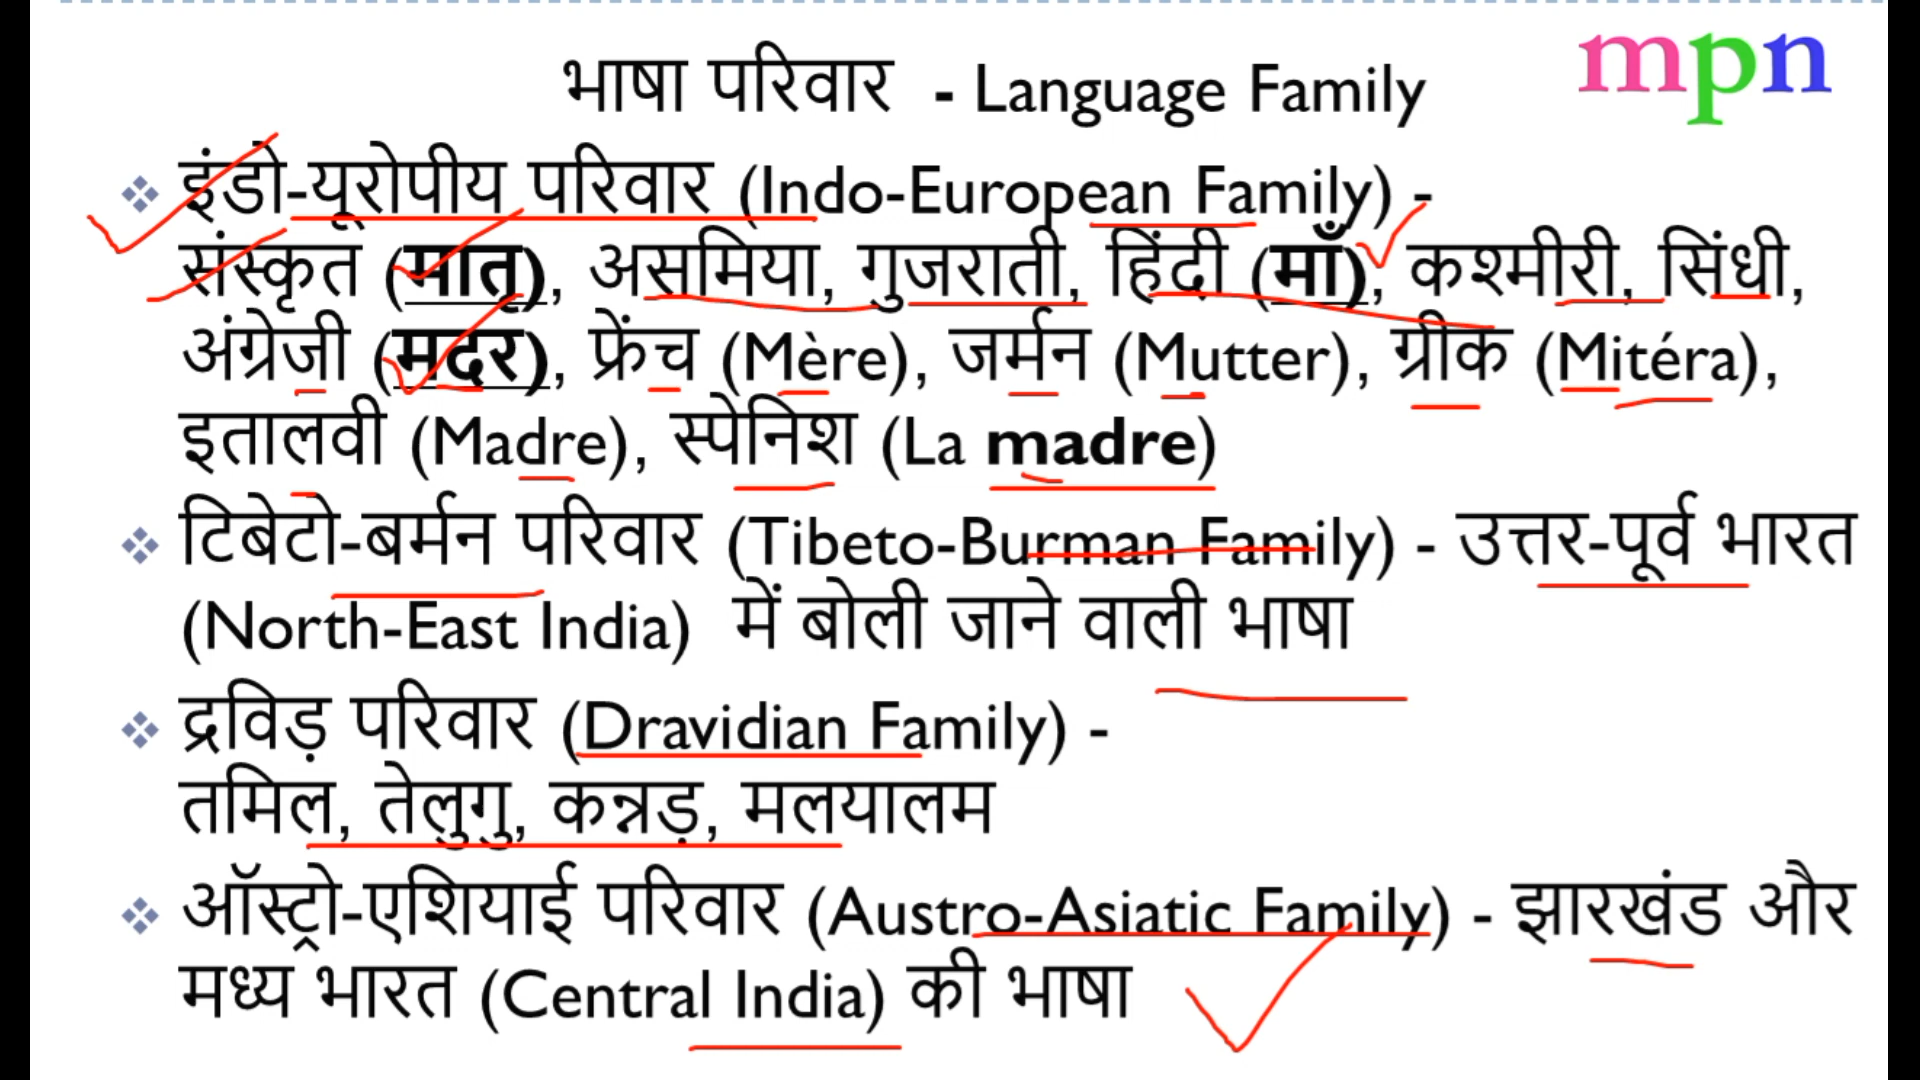 mpn
भाषा परिवार - Language Family
❖ इंडो-यूरोपीय परिवार (Indo-European Family) -
संस्कृत (मातृ), असमिया, गुजराती, हिंदी (माँ), कश्मीरी, सिंधी,
अंग्रेजी (मदर), फ्रेंच (Mère), जर्मन (Mutter), ग्रीक (Mitéra),
इतालवी (Madre), स्पेनिश (La madre)
❖ टिबेटो-बर्मन परिवार (Tibeto-Burman Family) - उत्तर-पूर्व भारत
(North-East India) में बोली जाने वाली भाषा
❖ द्रविड़ परिवार (Dravidian Family) -
तमिल, तेलुगु, कन्नड़, मलयालम
❖ ऑस्ट्रो-एशियाई परिवार (Austro-Asiatic Family) - झारखंड और
मध्य भारत (Central India) की भाषा